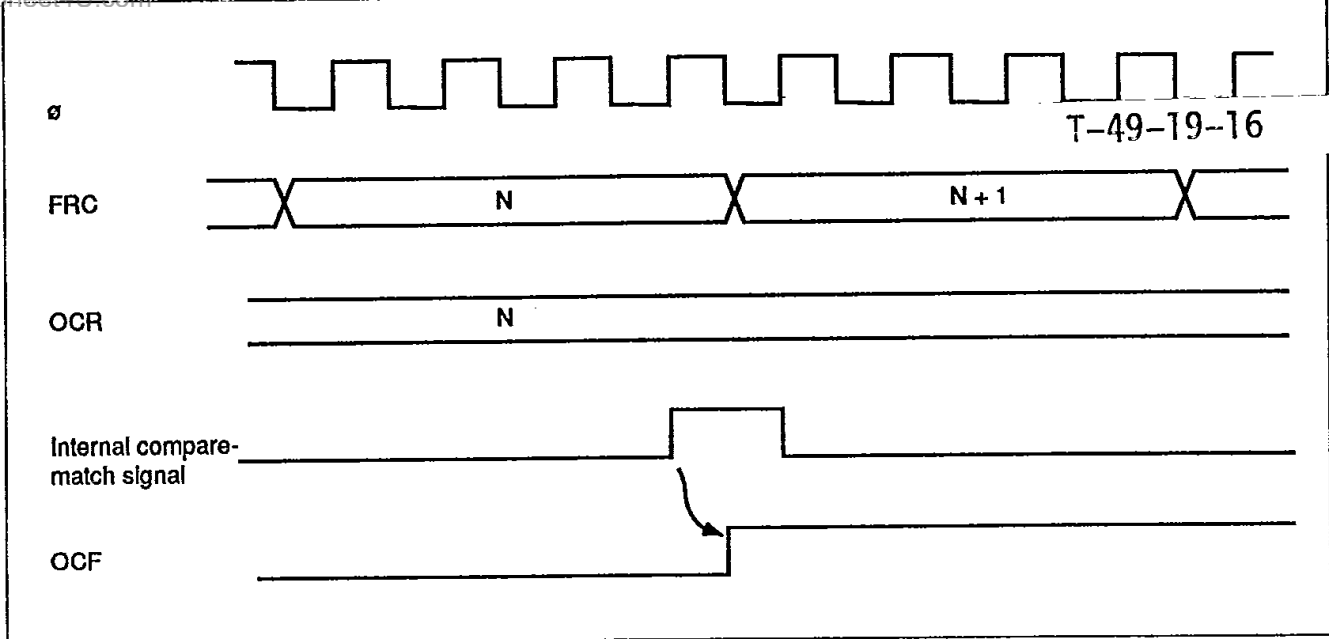 ø
T-49-19-16
FRC
N
N + 1
OCR
N
Internal compare-
match signal
OCF